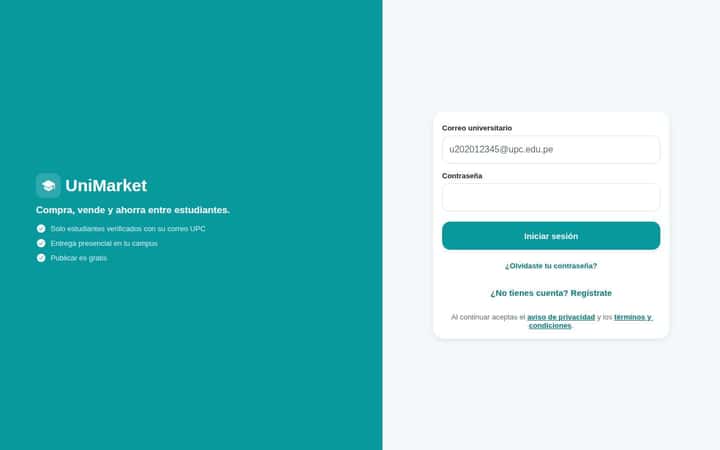 UniMarket
Compra, vende y ahorra entre estudiantes.
Solo estudiantes verificados con su correo UPC
Entrega presencial en tu campus
Publicar es gratis
Correo universitario
u202012345@upc.edu.pe
Contraseña
Iniciar sesión
¿Olvidaste tu contraseña?
¿No tienes cuenta? Regístrate
Al continuar aceptas el aviso de privacidad y los términos y
condiciones.